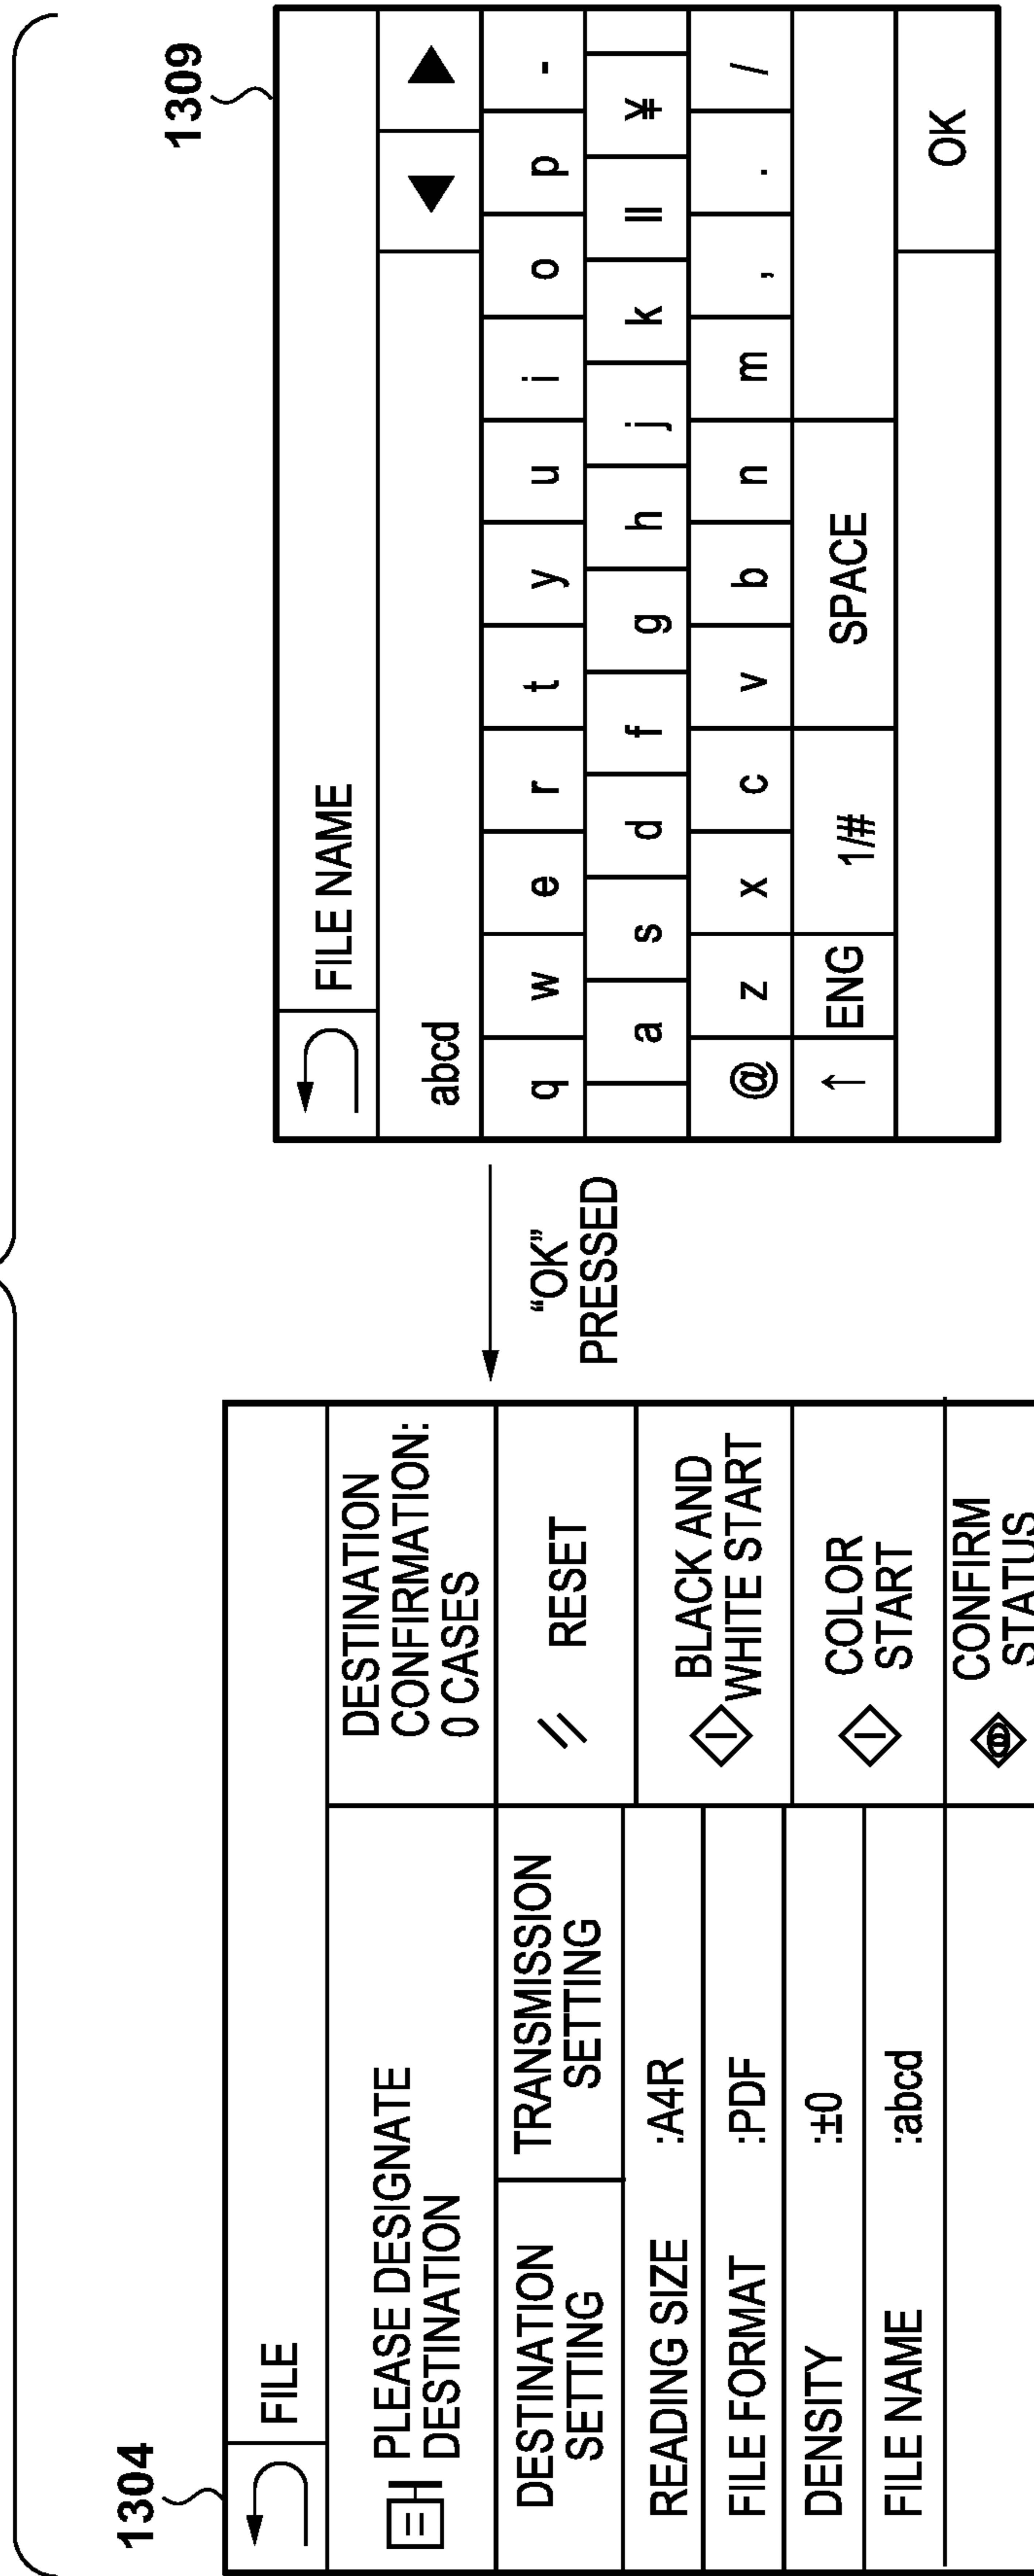 1304
FILE
PLEASE DESIGNATE
DESTINATION
DESTINATION
CONFIRMATION:
0 CASES
DESTINATION
SETTING
TRANSMISSION
SETTING
RESET
READING SIZE :A4R
FILE FORMAT :PDF
DENSITY :±0
FILE NAME :abcd
BLACK AND
WHITE START
COLOR
START
CONFIRM
STATUS
"OK"
PRESSED
1309
FILE NAME
abcd ◀ ▶
q w e r t y u i o p -
a s d f g h j k = ¥
@ z x c v b n m , . /
↑ ENG 1/# SPACE
OK